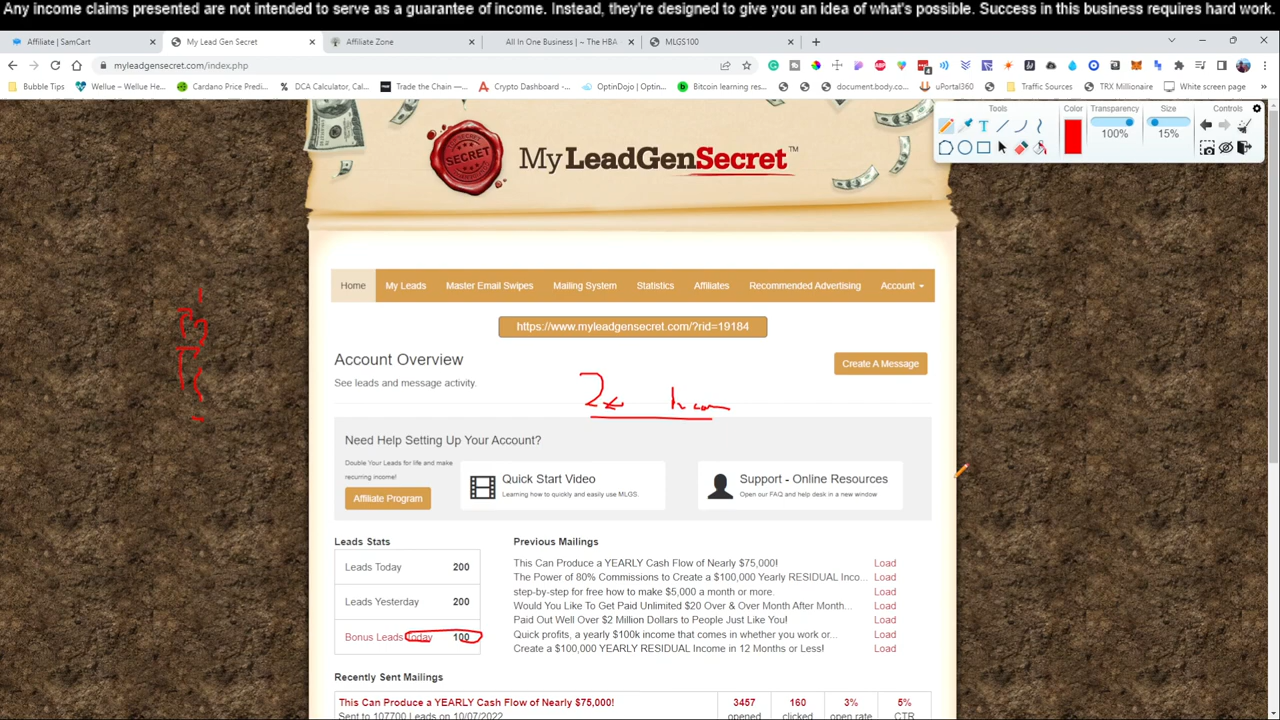 Any income claims presented are not intended to serve as a guarantee of income. Instead, they're designed to give you an idea of what's possible. Success in this business requires hard work.
Affiliate | SamCart
My Lead Gen Secret
Affiliate Zone
All In One Business | ~ The HBA
MLGS100
myleadgensecret.com/index.php
Bubble Tips
Wellue – Wellue He...
Cardano Price Predi...
DCA Calculator, Cal...
Trade the Chain —...
Crypto Dashboard -...
OptinDojo | Optin...
Bitcoin learning res...
document.body.co...
uPortal360
Traffic Sources
TRX Millionaire
White screen page
Tools
Color
Transparency
Size
Controls
100%
15%
SECRET
MyLeadGenSecret™
Home
My Leads
Master Email Swipes
Mailing System
Statistics
Affiliates
Recommended Advertising
Account
https://www.myleadgensecret.com/?rid=19184
Account Overview
Create A Message
See leads and message activity.
2x
Need Help Setting Up Your Account?
Double Your Leads for life and make
recurring income!
Affiliate Program
Quick Start Video
Learning how to quickly and easily use MLGS.
Support - Online Resources
Open our FAQ and help desk in a new window
Leads Stats
Leads Today 200
Leads Yesterday 200
Bonus Leads Today 100
Previous Mailings
This Can Produce a YEARLY Cash Flow of Nearly $75,000! Load
The Power of 80% Commissions to Create a $100,000 Yearly RESIDUAL Inco... Load
step-by-step for free how to make $5,000 a month or more. Load
Would You Like To Get Paid Unlimited $20 Over & Over Month After Month... Load
Paid Out Well Over $2 Million Dollars to People Just Like You! Load
Quick profits, a yearly $100k income that comes in whether you work or... Load
Create a $100,000 YEARLY RESIDUAL Income in 12 Months or Less! Load
Recently Sent Mailings
This Can Produce a YEARLY Cash Flow of Nearly $75,000! 3457 160 3% 5%
Sent to 107700 Leads on 10/07/2022 opened clicked open rate CTR